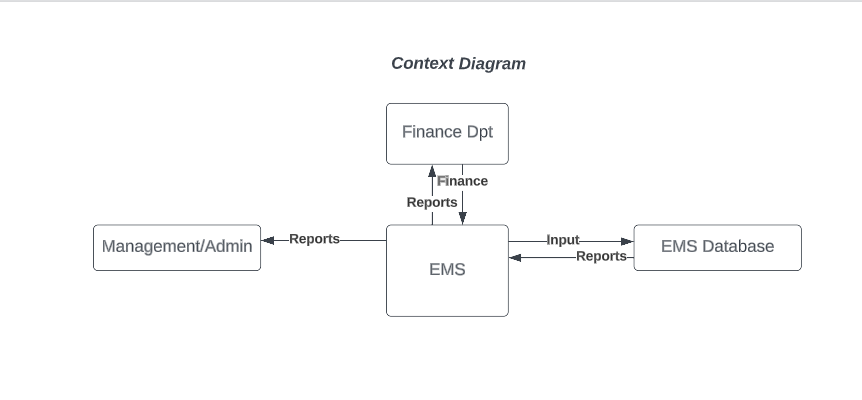 Context Diagram
Finance Dpt
Finance
Reports
Management/Admin
Reports
EMS
Input
Reports
EMS Database